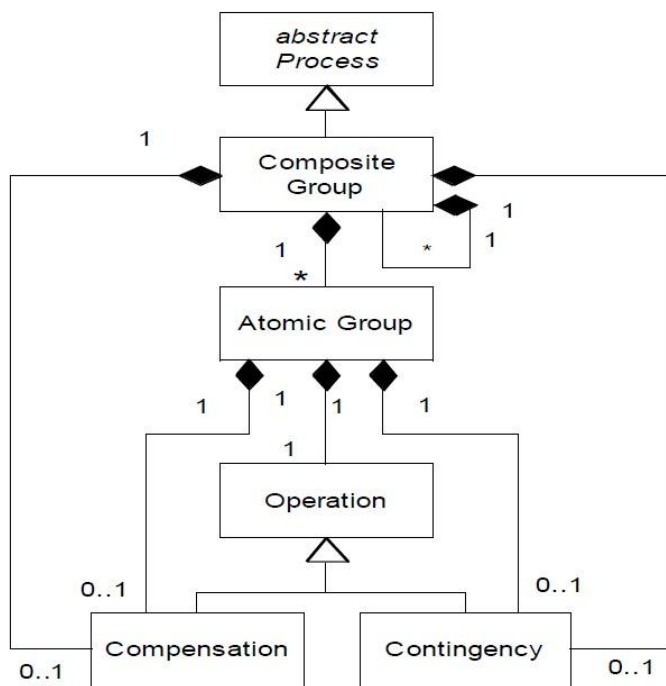 abstract
Process
1
Composite
Group
1
1
*
1
*
Atomic Group
1
1
1
1
1
Operation
0..1
0..1
Compensation
Contingency
0..1
0..1